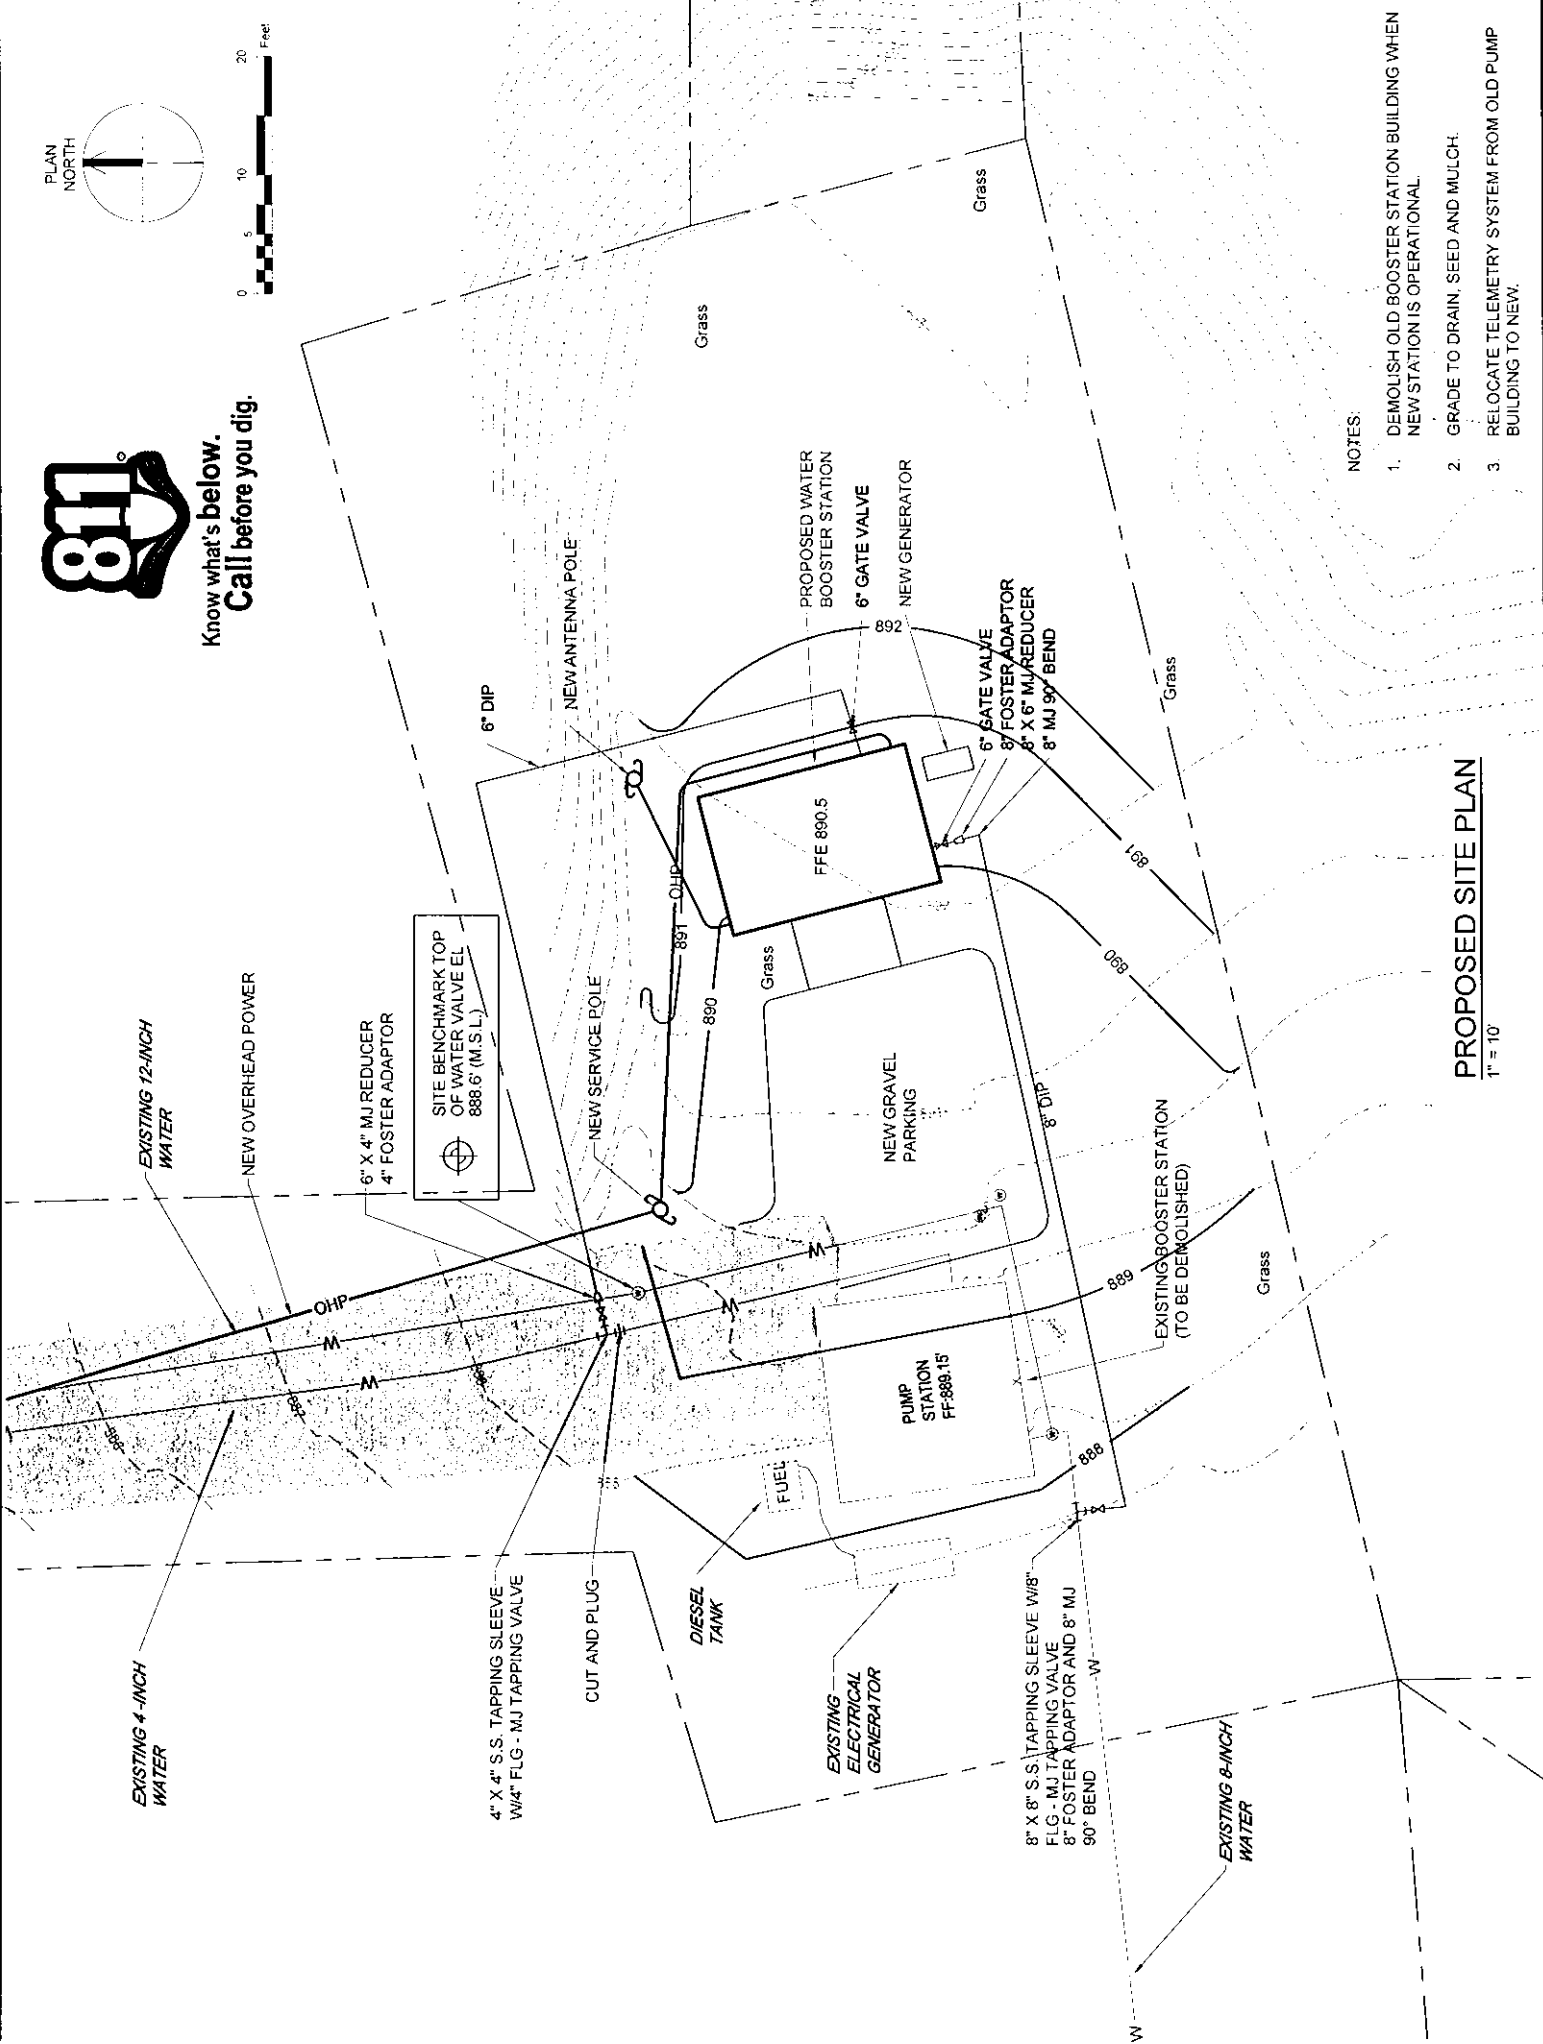 PLAN
NORTH
0 5 10 20 Feet
811
Know what's below.
Call before you dig.
EXISTING 12-INCH
WATER
NEW OVERHEAD POWER
6" X 4" MJ REDUCER
4" FOSTER ADAPTOR
SITE BENCHMARK TOP
OF WATER VALVE EL
888.6' (M.S.L.)
NEW SERVICE POLE
6" DIP
NEW ANTENNA POLE
PROPOSED WATER
BOOSTER STATION
6" GATE VALVE
NEW GENERATOR
892
6" GATE VALVE
8" FOSTER ADAPTOR
8" X 6" MJ REDUCER
8" MJ 90° BEND
Grass
Grass
Grass
Grass
Grass
FFE 890.5
OHP
OHP
891
890
891
890
889
888
NEW GRAVEL
PARKING
8" DIP
EXISTING BOOSTER STATION
(TO BE DEMOLISHED)
PUMP
STATION
FF:889.15'
FUEL
W
W
W
W
W
W
EXISTING 4-INCH
WATER
4" X 4" S.S. TAPPING SLEEVE
W/4" FLG - MJ TAPPING VALVE
CUT AND PLUG
DIESEL
TANK
EXISTING
ELECTRICAL
GENERATOR
8" X 8" S.S. TAPPING SLEEVE W/8"
FLG - MJ TAPPING VALVE
8" FOSTER ADAPTOR AND 8" MJ
90° BEND
EXISTING 8-INCH
WATER
NOTES:
1. DEMOLISH OLD BOOSTER STATION BUILDING WHEN
NEW STATION IS OPERATIONAL.
2. GRADE TO DRAIN, SEED AND MULCH.
3. RELOCATE TELEMETRY SYSTEM FROM OLD PUMP
BUILDING TO NEW.
PROPOSED SITE PLAN
1" = 10'